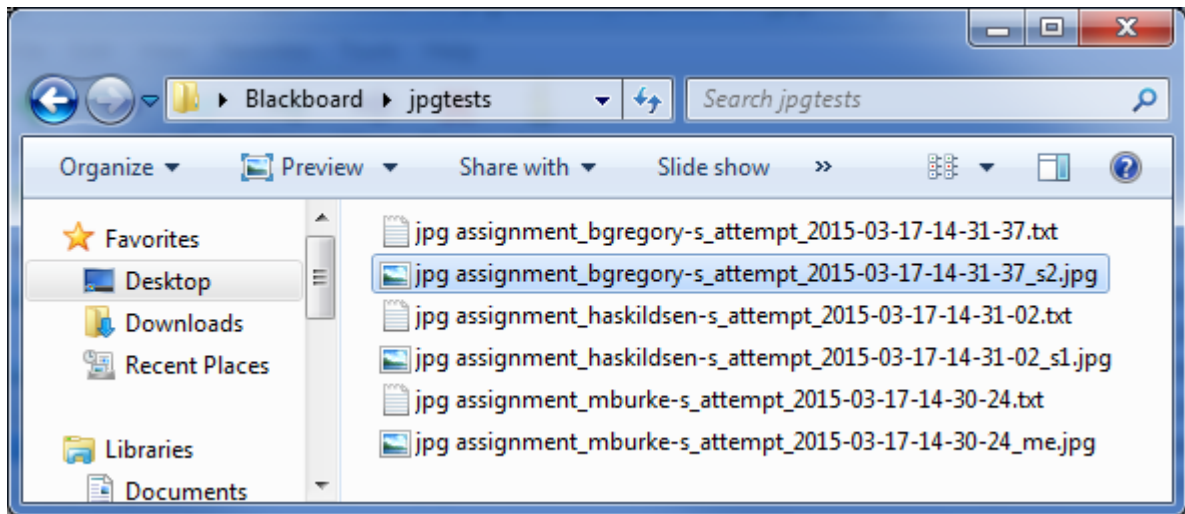 Blackboard jpgtests Search jpgtests
Organize Preview Share with Slide show »
Favorites
Desktop
Downloads
Recent Places
Libraries
Documents
jpg assignment_bgregory-s_attempt_2015-03-17-14-31-37.txt
jpg assignment_bgregory-s_attempt_2015-03-17-14-31-37_s2.jpg
jpg assignment_haskildsen-s_attempt_2015-03-17-14-31-02.txt
jpg assignment_haskildsen-s_attempt_2015-03-17-14-31-02_s1.jpg
jpg assignment_mburke-s_attempt_2015-03-17-14-30-24.txt
jpg assignment_mburke-s_attempt_2015-03-17-14-30-24_me.jpg